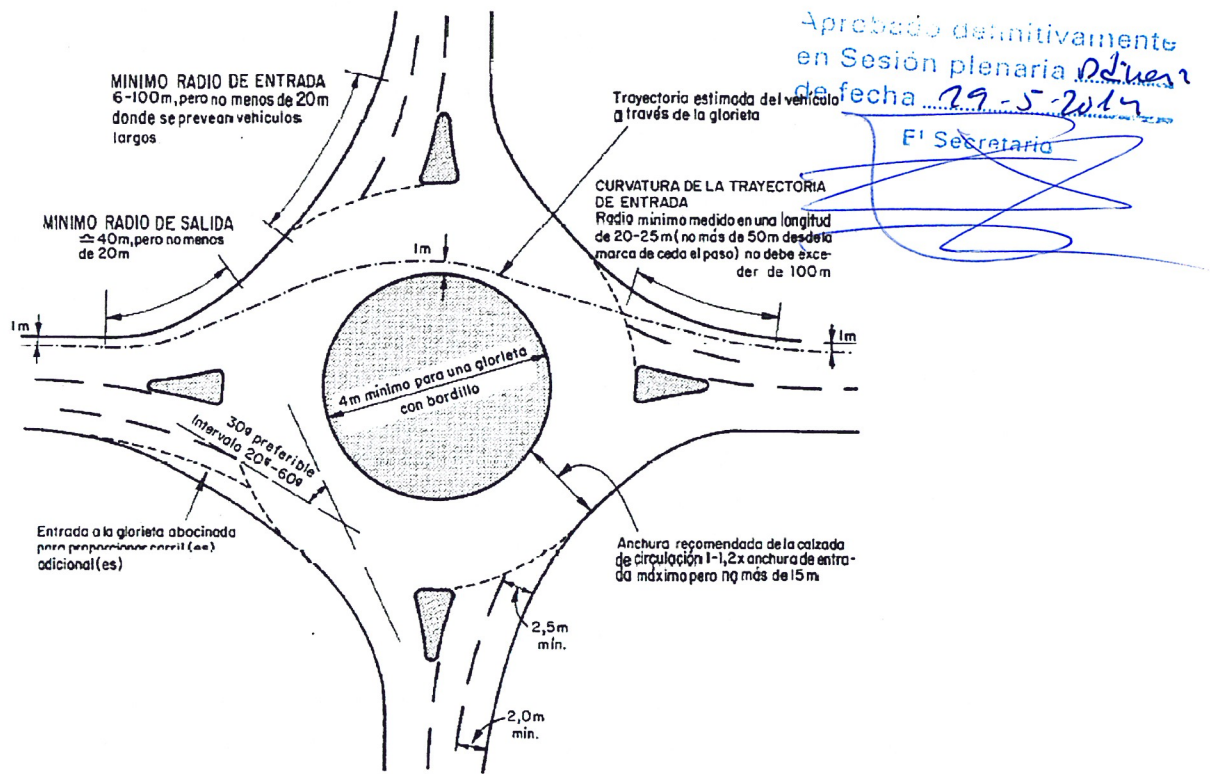 Aprobado definitivamente
en Sesión plenaria
de fecha 29-5-2014
El Secretario
MINIMO RADIO DE ENTRADA
6-100m, pero no menos de 20m
donde se prevean vehiculos
largos
Trayectoria estimada del vehiculo
a través de la glorieta
MINIMO RADIO DE SALIDA
≃ 40m, pero no menos
de 20m
CURVATURA DE LA TRAYECTORIA
DE ENTRADA
Radio minimo medido en una longitud
de 20-25m (no más de 50m desde la
marca de ceda el paso) no debe exce-
der de 100m
1m
1m
1m
4m minimo para una glorieta
con bordillo
30º preferible
Intervalo 20º-60º
Entrada a la glorieta abocinada
para proporcionar carril(es)
adicional(es)
Anchura recomendada de la calzada
de circulación 1-1,2x anchura de entra-
da máxima pero no más de 15m
2,5m
mín.
2,0m
min.